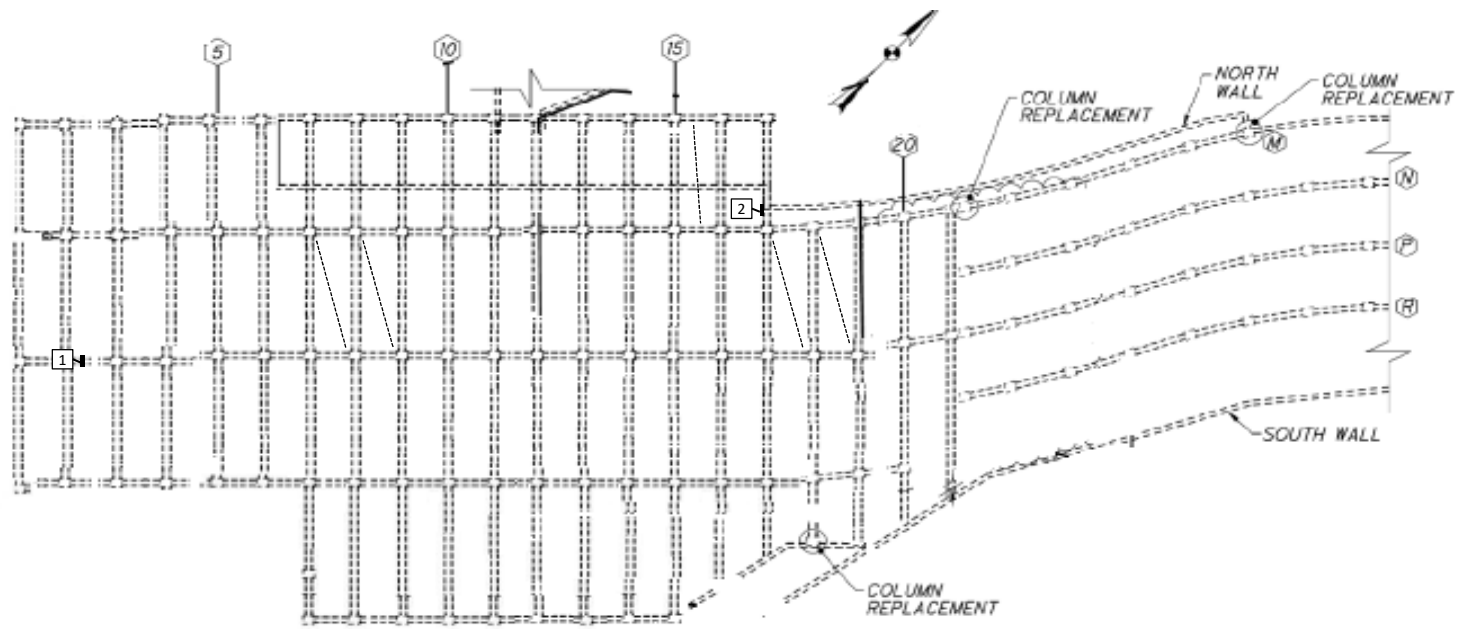 5
10
15
NORTH
WALL
COLUMN
REPLACEMENT
COLUMN
REPLACEMENT
M
20
N
2
P
R
1
SOUTH WALL
COLUMN
REPLACEMENT